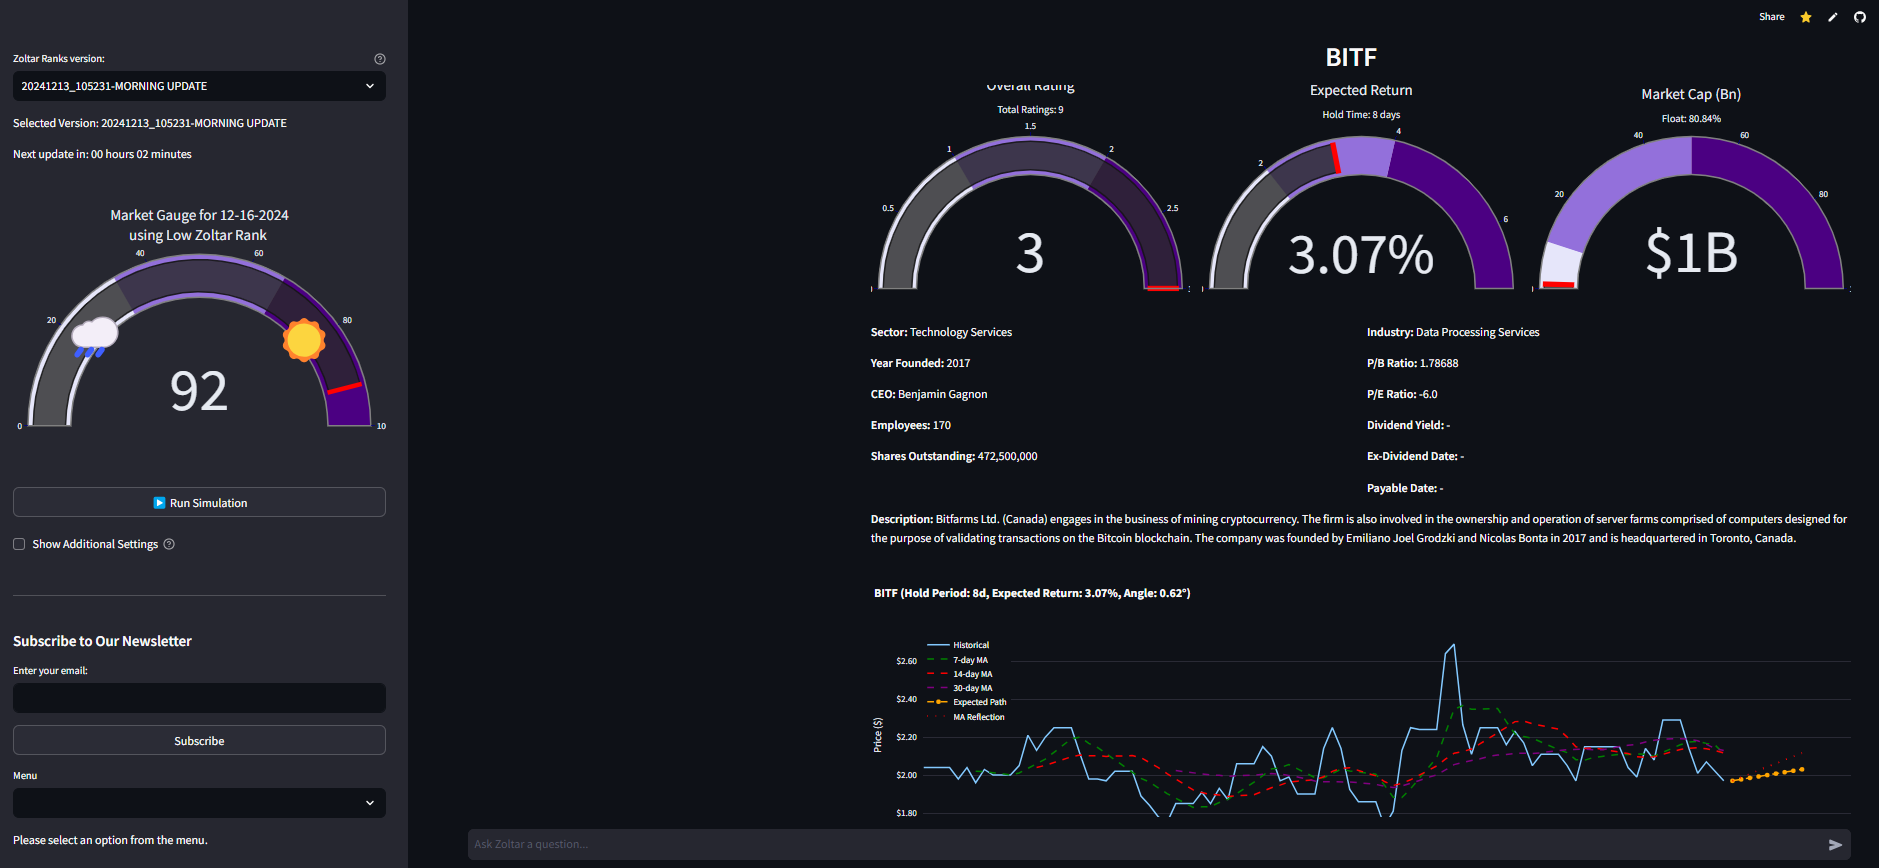 Share
Zoltar Ranks version:
20241213_105231-MORNING UPDATE
Selected Version: 20241213_105231-MORNING UPDATE
Next update in: 00 hours 02 minutes
Market Gauge for 12-16-2024
using Low Zoltar Rank
0
20
40
60
80
10
92
Run Simulation
Show Additional Settings
Subscribe to Our Newsletter
Enter your email:
Subscribe
Menu
Please select an option from the menu.
BITF
Overall Rating
Total Ratings: 9
0.5
1
1.5
2
2.5
3
Expected Return
Hold Time: 8 days
2
4
6
3.07%
Market Cap (Bn)
Float: 80.84%
20
40
60
80
$1B
Sector: Technology Services
Year Founded: 2017
CEO: Benjamin Gagnon
Employees: 170
Shares Outstanding: 472,500,000
Industry: Data Processing Services
P/B Ratio: 1.78688
P/E Ratio: -6.0
Dividend Yield: -
Ex-Dividend Date: -
Payable Date: -
Description: Bitfarms Ltd. (Canada) engages in the business of mining cryptocurrency. The firm is also involved in the ownership and operation of server farms comprised of computers designed for
the purpose of validating transactions on the Bitcoin blockchain. The company was founded by Emiliano Joel Grodzki and Nicolas Bonta in 2017 and is headquartered in Toronto, Canada.
BITF (Hold Period: 8d, Expected Return: 3.07%, Angle: 0.62°)
Historical
7-day MA
14-day MA
30-day MA
Expected Path
MA Reflection
Price ($)
$2.60
$2.40
$2.20
$2.00
$1.80
Ask Zoltar a question...